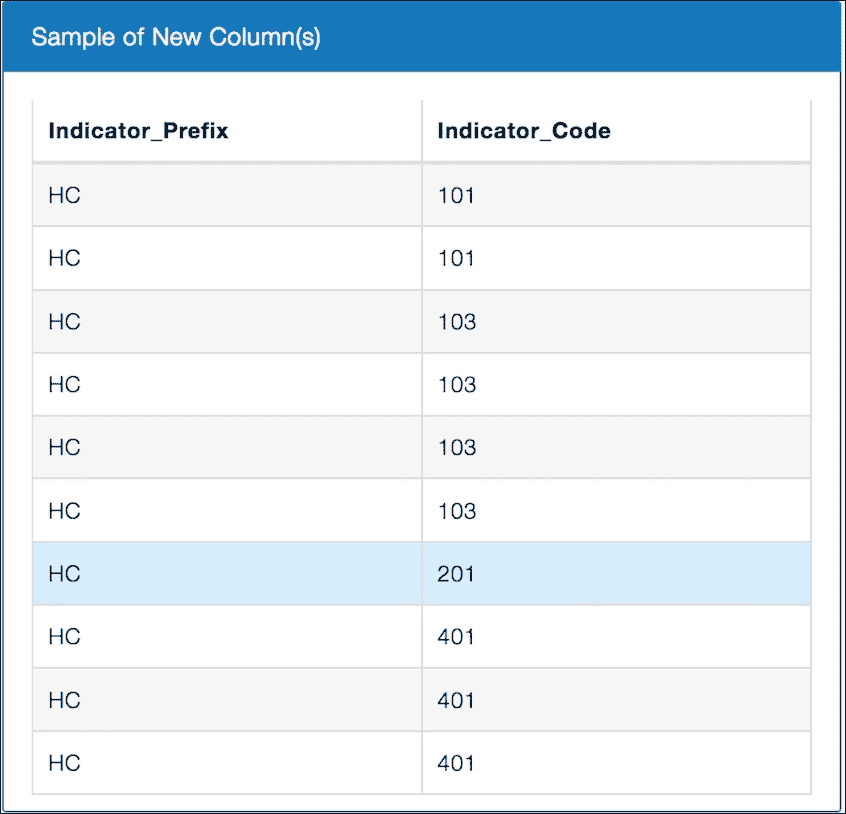 Sample of New Column(s)
Indicator_Prefix Indicator_Code
HC 101
HC 101
HC 103
HC 103
HC 103
HC 103
HC 201
HC 401
HC 401
HC 401